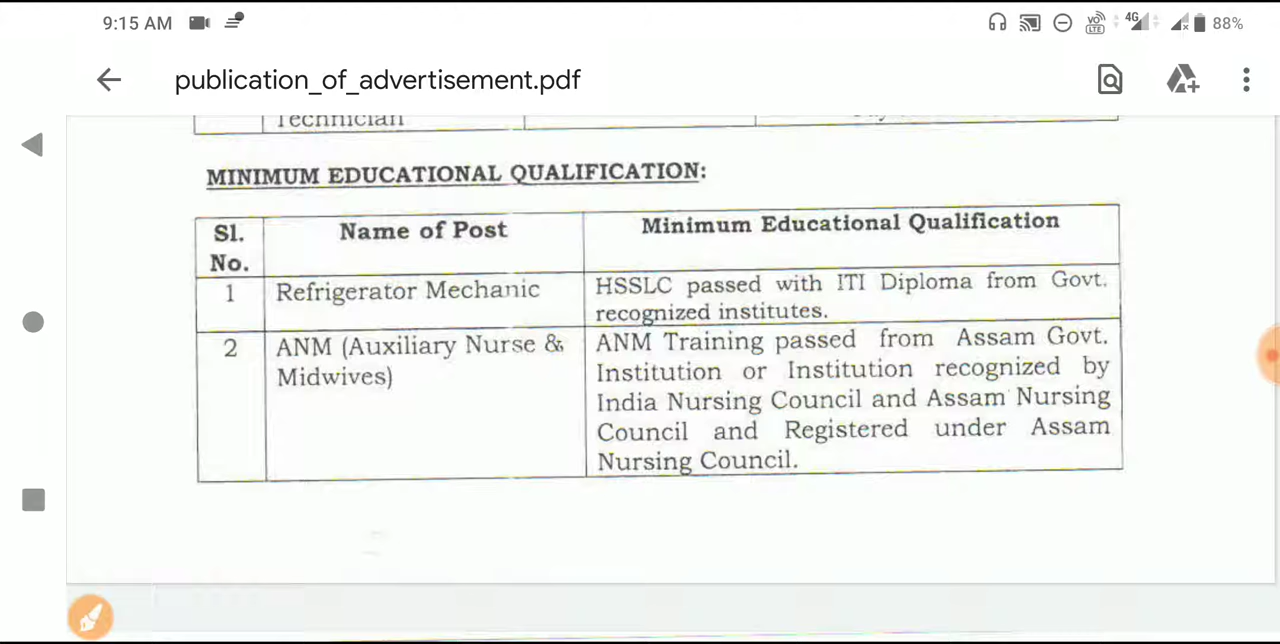 9:15 AM
VO LTE 4G 88%
publication_of_advertisement.pdf
Technician
MINIMUM EDUCATIONAL QUALIFICATION:
Sl. No. Name of Post Minimum Educational Qualification
1 Refrigerator Mechanic HSSLC passed with ITI Diploma from Govt.
recognized institutes.
2 ANM (Auxiliary Nurse & ANM Training passed from Assam Govt.
Midwives) Institution or Institution recognized by
India Nursing Council and Assam Nursing
Council and Registered under Assam
Nursing Council.